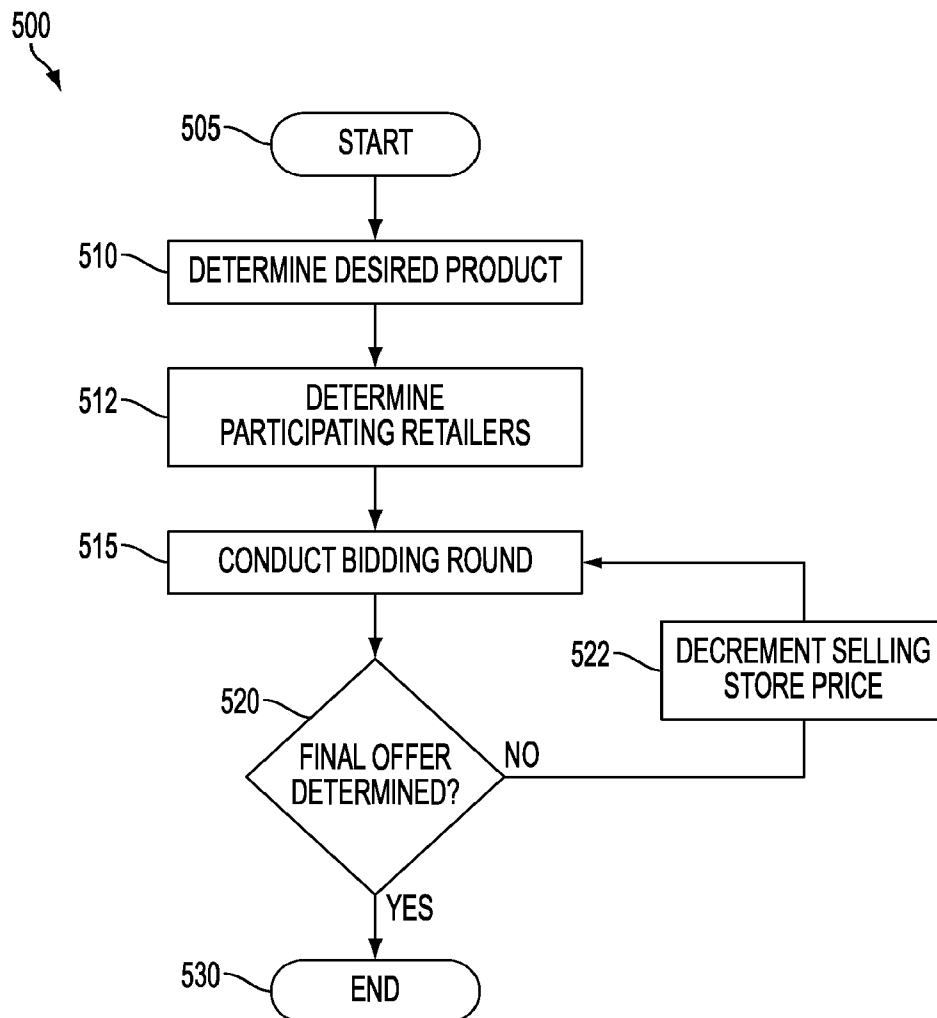 500
505
START
510
DETERMINE DESIRED PRODUCT
512
DETERMINE
PARTICIPATING RETAILERS
515
CONDUCT BIDDING ROUND
522
DECREMENT SELLING
STORE PRICE
520
FINAL OFFER
DETERMINED?
NO
YES
530
END